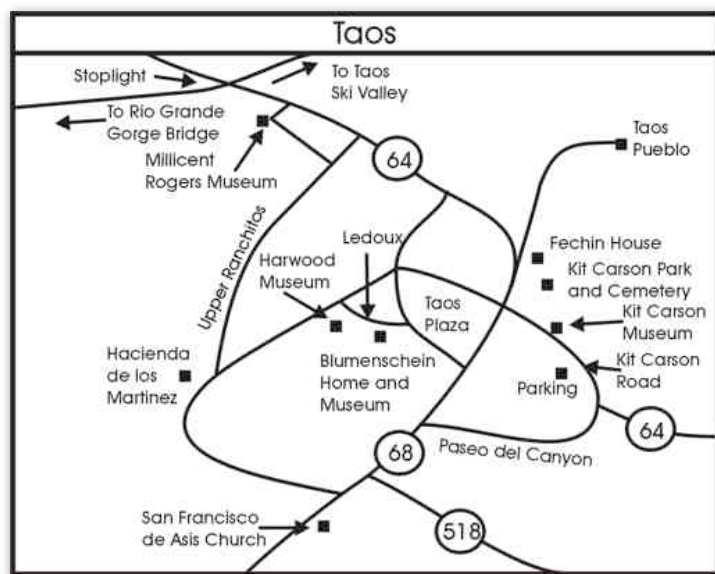 Taos
Stoplight
To Taos
Ski Valley
To Rio Grande
Gorge Bridge
Millicent
Rogers Museum
64
Taos
Pueblo
Upper Ranchitos
Ledoux
Harwood
Museum
Fechin House
Kit Carson Park
and Cemetery
Taos
Plaza
Kit Carson
Museum
Hacienda
de los
Martinez
Blumenschein
Home and
Museum
Kit Carson
Road
Parking
64
68
Paseo del Canyon
San Francisco
de Asis Church
518